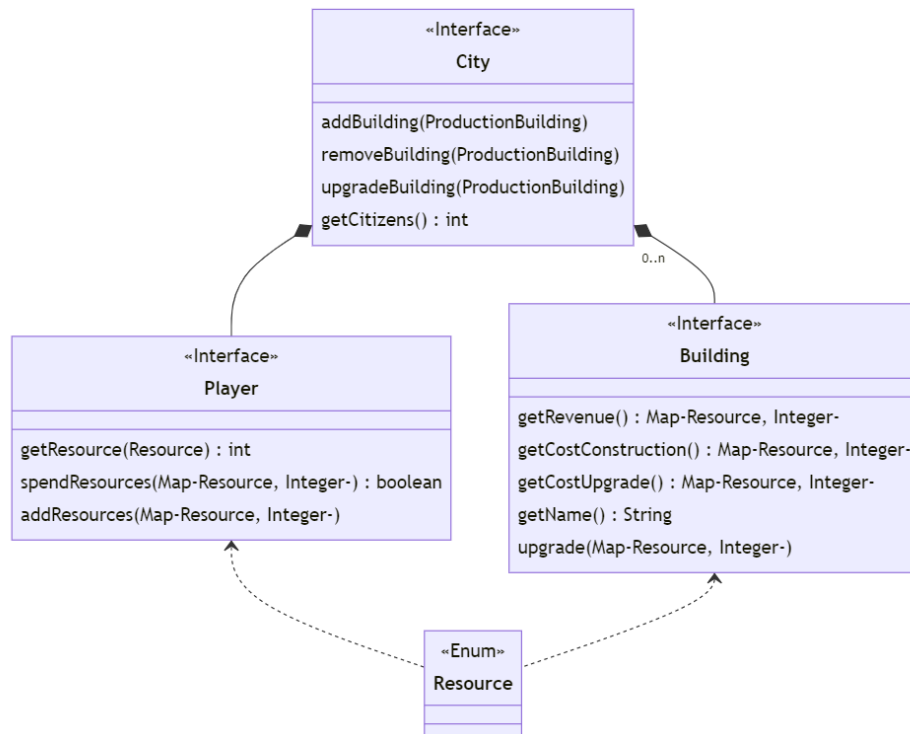 «Interface»
City
addBuilding(ProductionBuilding)
removeBuilding(ProductionBuilding)
upgradeBuilding(ProductionBuilding)
getCitizens() : int
0..n
«Interface»
Player
getResource(Resource) : int
spendResources(Map-Resource, Integer-) : boolean
addResources(Map-Resource, Integer-)
«Interface»
Building
getRevenue() : Map-Resource, Integer-
getCostConstruction() : Map-Resource, Integer-
getCostUpgrade() : Map-Resource, Integer-
getName() : String
upgrade(Map-Resource, Integer-)
«Enum»
Resource